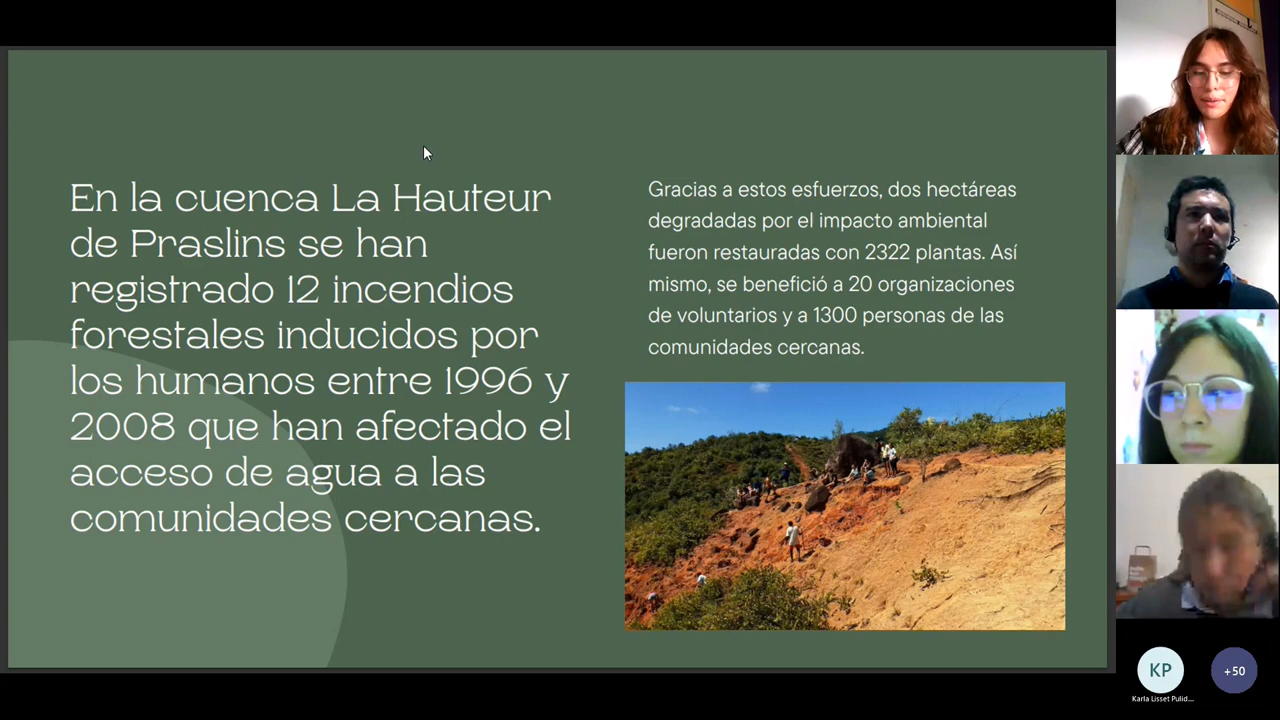 En la cuenca La Hauteur
de Praslins se han
registrado 12 incendios
forestales inducidos por
los humanos entre 1996 y
2008 que han afectado el
acceso de agua a las
comunidades cercanas.
Gracias a estos esfuerzos, dos hectáreas
degradadas por el impacto ambiental
fueron restauradas con 2322 plantas. Así
mismo, se benefició a 20 organizaciones
de voluntarios y a 1300 personas de las
comunidades cercanas.
KP
+50
Karla Lisset Pulid...